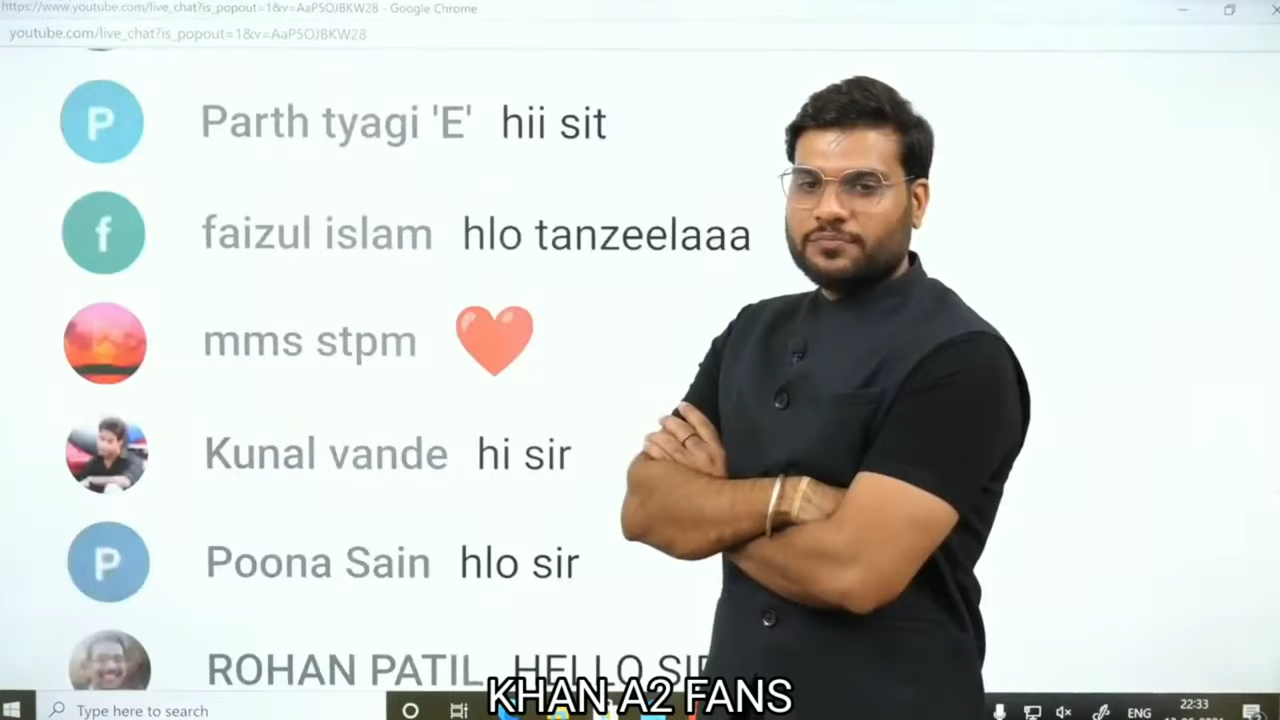 https://www.youtube.com/live_chat?is_popout=1&v=AaP5OJBKW28 - Google Chrome
youtube.com/live_chat?is_popout=1&v=AaP5OJBKW28
P Parth tyagi 'E' hii sit
f faizul islam hlo tanzeelaaa
mms stpm ❤️
Kunal vande hi sir
P Poona Sain hlo sir
ROHAN PATIL HELLO
KHAN A2 FANS
Type here to search
ENG
22:33